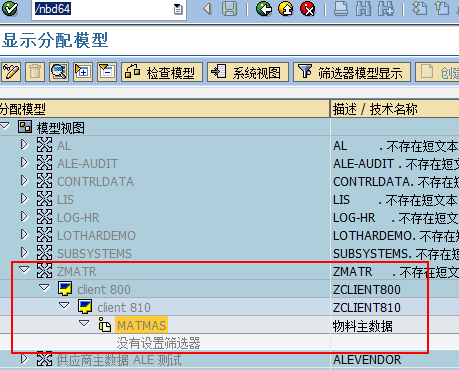 /nbd64
显示分配模型
检查模型 系统视图 筛选器模型显示 创建
分配模型 描述 / 技术名称
模型视图
AL AL . 不存在短文本
ALE-AUDIT ALE-AUDIT . 不存在短文
CONTRLDATA CONTRLDATA. 不存在短
LIS LIS . 不存在短文本
LOG-HR LOG-HR . 不存在短文本
LOTHARDEMO LOTHARDEMO. 不存在短
SUBSYSTEMS SUBSYSTEMS. 不存在短
ZMATR ZMATR . 不存在短文
client 800 ZCLIENT800
client 810 ZCLIENT810
MATMAS 物料主数据
没有设置筛选器
供应商主数据 ALE 测试 ALEVENDOR